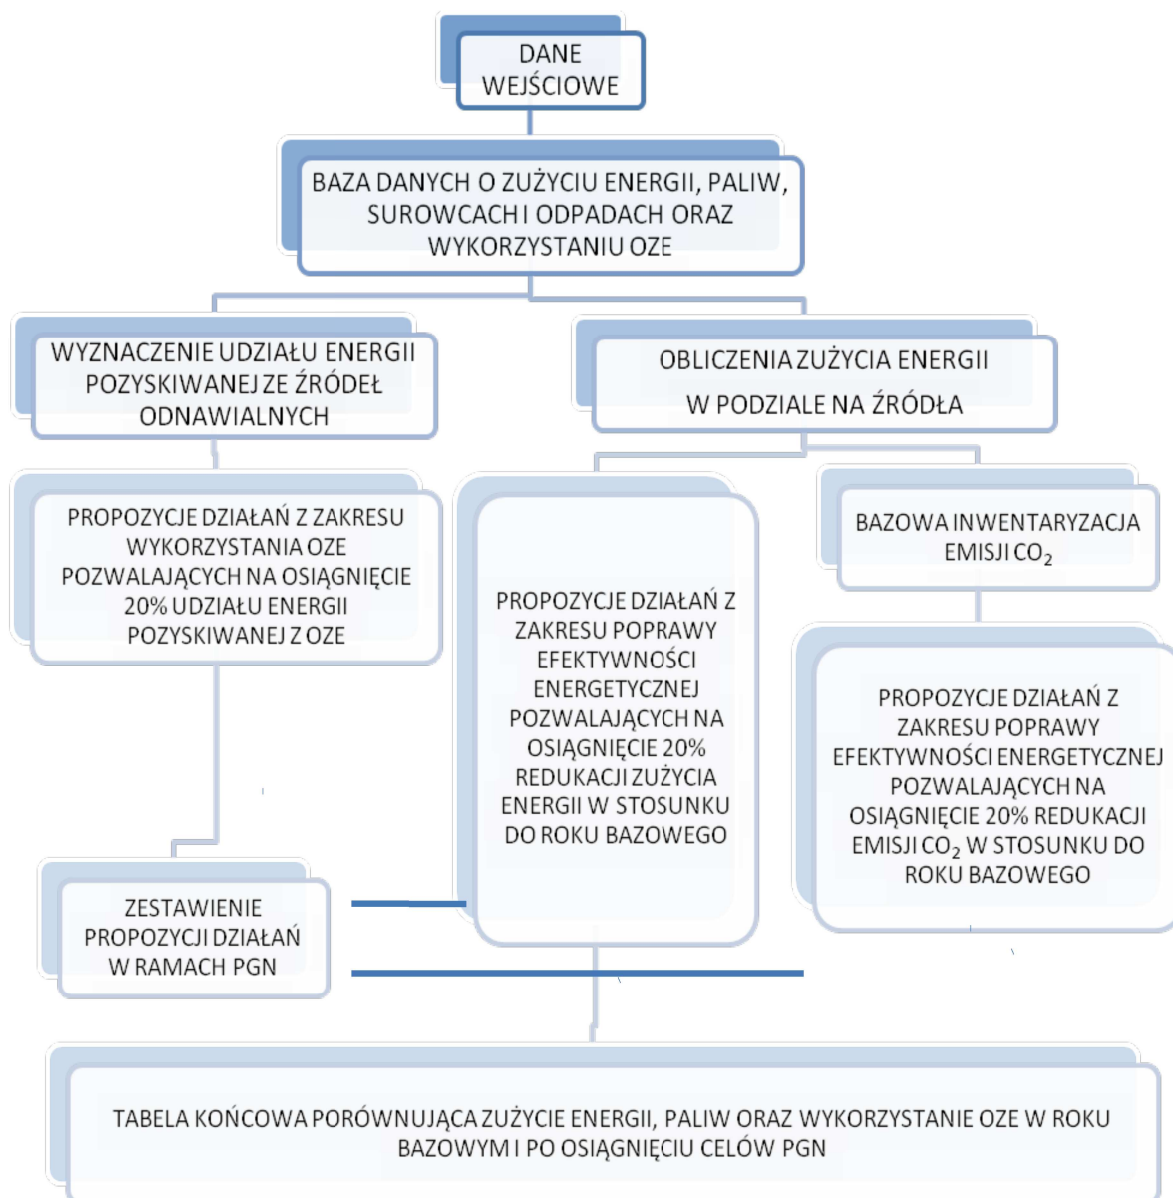 DANE
WEJŚCIOWE
BAZA DANYCH O ZUŻYCIU ENERGII, PALIW,
SUROWCACH I ODPADACH ORAZ
WYKORZYSTANIU OZE
WYZNACZENIE UDZIAŁU ENERGII
POZYSKIWANEJ ZE ŹRÓDEŁ
ODNAWIALNYCH
OBLICZENIA ZUŻYCIA ENERGII
W PODZIALE NA ŹRÓDŁA
PROPOZYCJE DZIAŁAŃ Z ZAKRESU
WYKORZYSTANIA OZE
POZWALAJĄCYCH NA OSIĄGNIĘCIE
20% UDZIAŁU ENERGII
POZYSKIWANEJ Z OZE
PROPOZYCJE DZIAŁAŃ Z
ZAKRESU POPRAWY
EFEKTYWNOŚCI
ENERGETYCZNEJ
POZWALAJĄCYCH NA
OSIĄGNIĘCIE 20%
REDUKACJI ZUŻYCIA
ENERGII W STOSUNKU
DO ROKU BAZOWEGO
BAZOWA INWENTARYZACJA
EMISJI CO₂
PROPOZYCJE DZIAŁAŃ Z
ZAKRESU POPRAWY
EFEKTYWNOŚCI ENERGETYCZNEJ
POZWALAJĄCYCH NA
OSIĄGNIĘCIE 20% REDUKACJI
EMISJI CO₂ W STOSUNKU DO
ROKU BAZOWEGO
ZESTAWIENIE
PROPOZYCJI DZIAŁAŃ
W RAMACH PGN
TABELA KOŃCOWA PORÓWNUJĄCA ZUŻYCIE ENERGII, PALIW ORAZ WYKORZYSTANIE OZE W ROKU
BAZOWYM I PO OSIĄGNIĘCIU CELÓW PGN